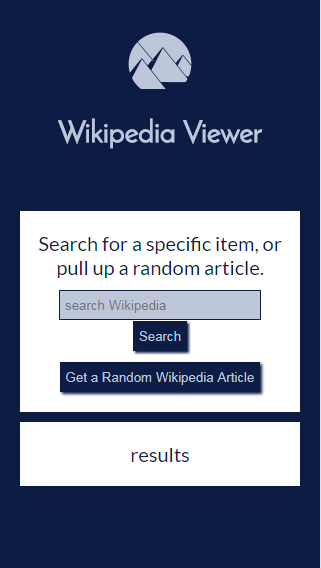 Wikipedia Viewer
Search for a specific item, or
pull up a random article.
search Wikipedia
Search
Get a Random Wikipedia Article
results